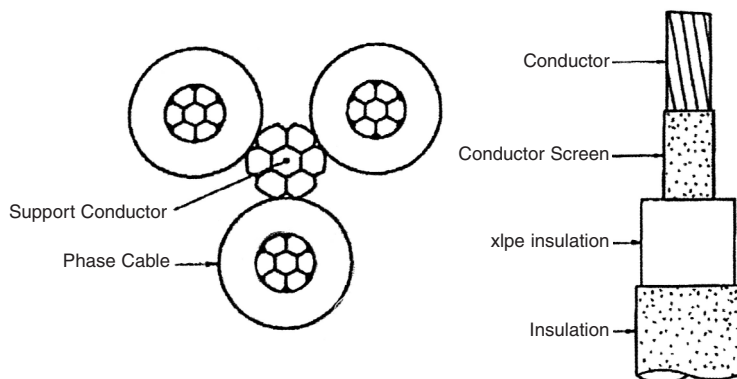 Support Conductor
Phase Cable
Conductor
Conductor Screen
xlpe insulation
Insulation